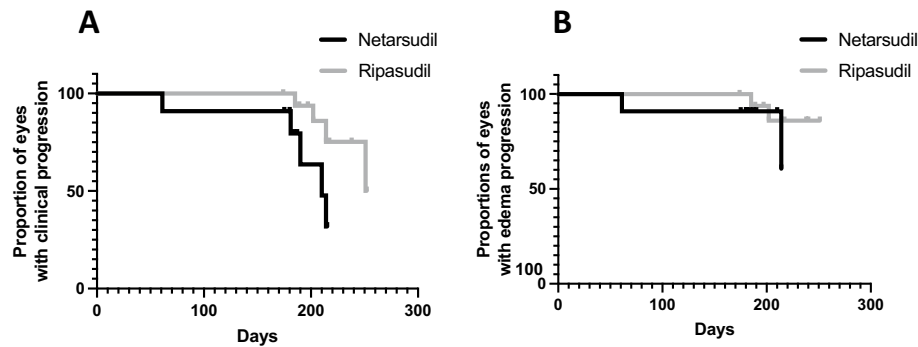 A
Netarsudil
Ripasudil
Proportion of eyes
with clinical progression
100
50
0
0
100
200
300
Days
B
Netarsudil
Ripasudil
Proportions of eyes
with edema progression
100
50
100
0
0
100
200
300
Days